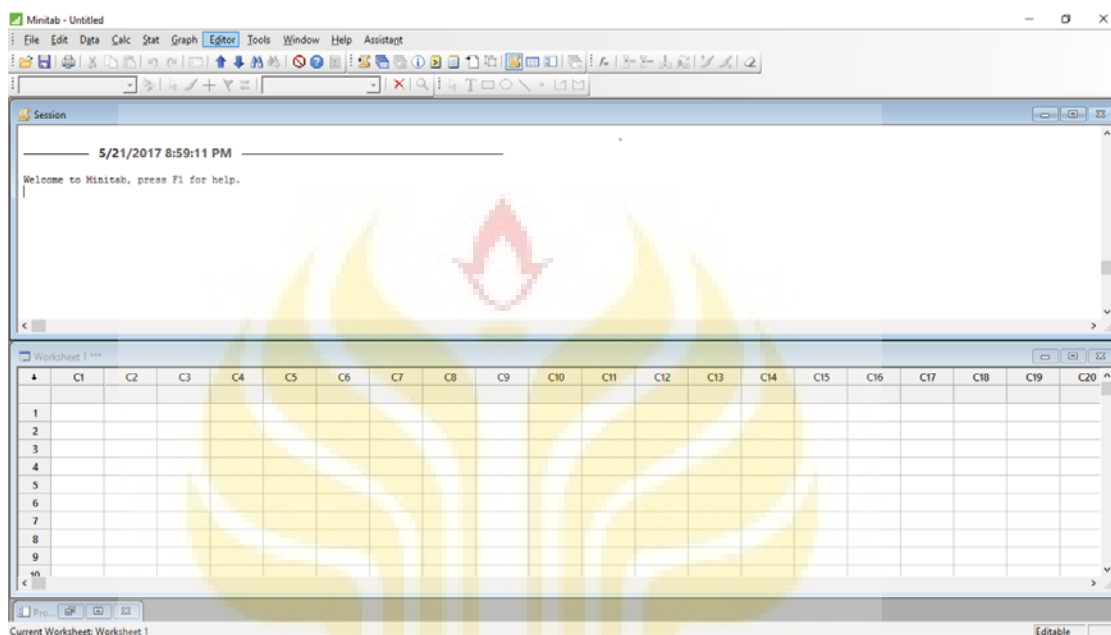 Minitab - Untitled
File Edit Data Calc Stat Graph Editor Tools Window Help Assistant
Session
5/21/2017 8:59:11 PM
Welcome to Minitab, press F1 for help.
Worksheet 1 ***
C1 C2 C3 C4 C5 C6 C7 C8 C9 C10 C11 C12 C13 C14 C15 C16 C17 C18 C19 C20
1
2
3
4
5
6
7
8
9
10
Pro...
Current Worksheet: Worksheet 1 Editable